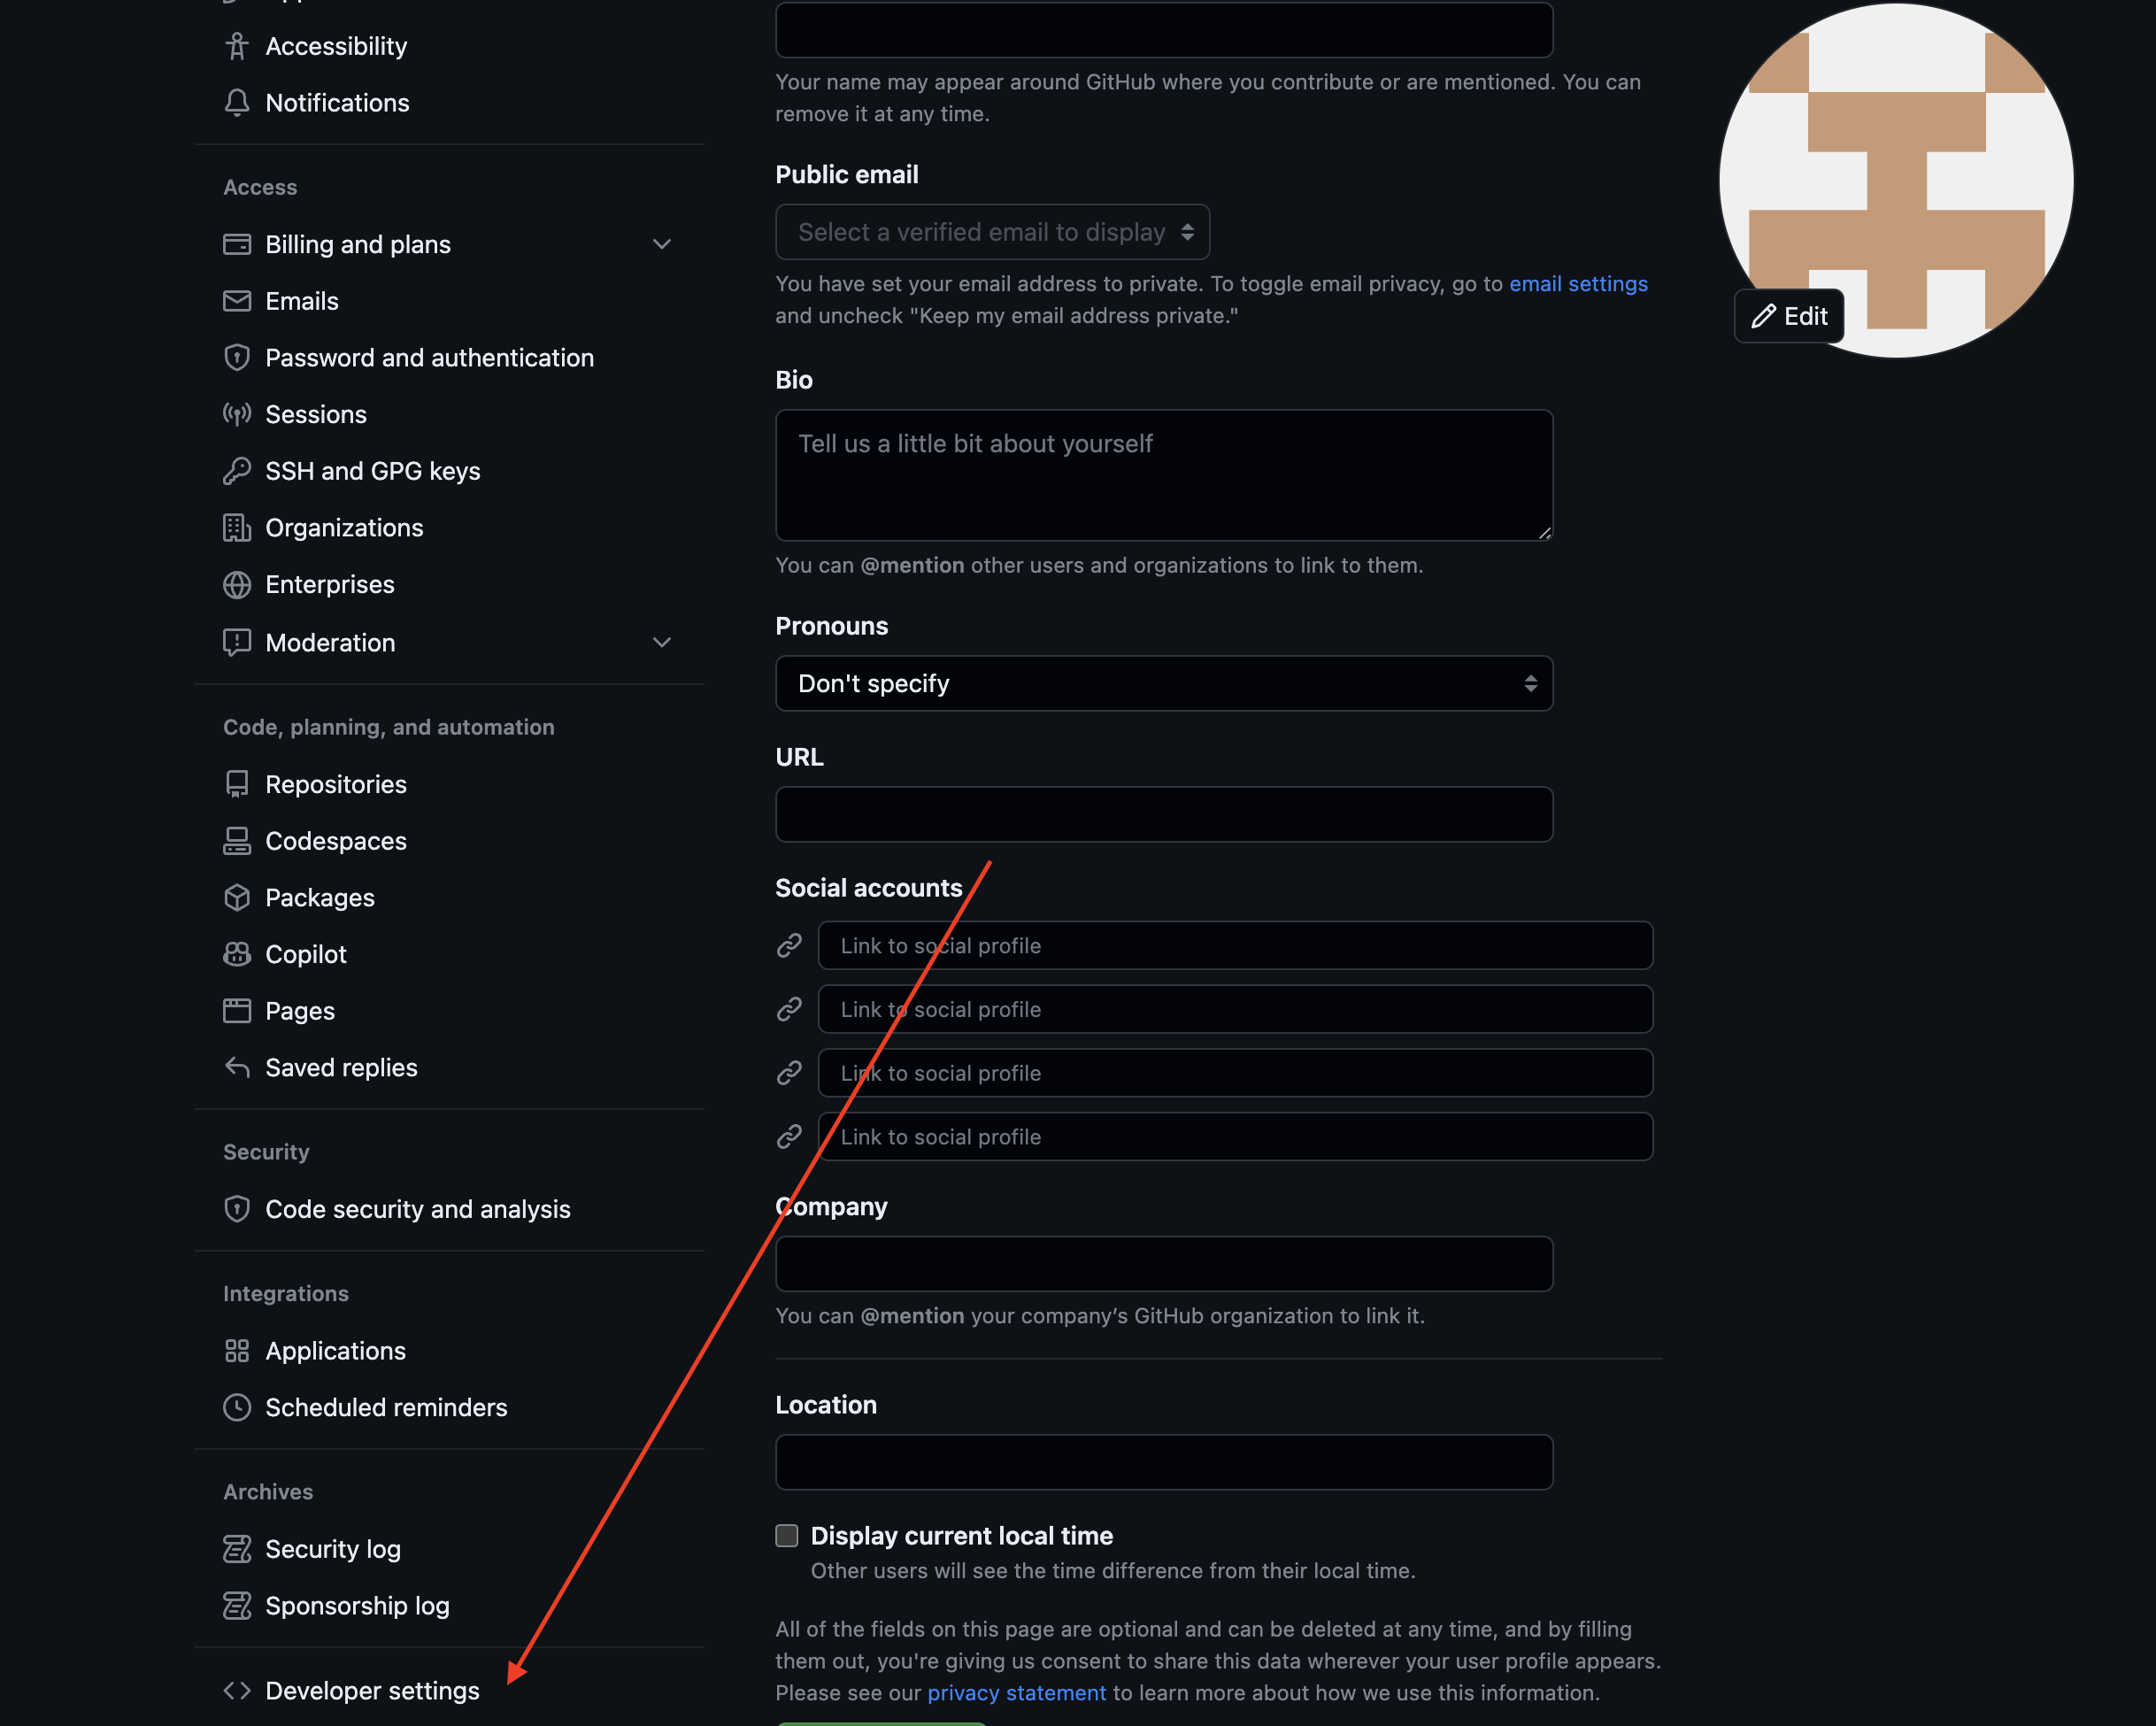 Accessibility
Notifications
Access
Billing and plans
Emails
Password and authentication
Sessions
SSH and GPG keys
Organizations
Enterprises
Moderation
Code, planning, and automation
Repositories
Codespaces
Packages
Copilot
Pages
Saved replies
Security
Code security and analysis
Integrations
Applications
Scheduled reminders
Archives
Security log
Sponsorship log
Developer settings
Your name may appear around GitHub where you contribute or are mentioned. You can
remove it at any time.
Public email
Select a verified email to display
You have set your email address to private. To toggle email privacy, go to email settings
and uncheck "Keep my email address private."
Bio
Tell us a little bit about yourself
You can @mention other users and organizations to link to them.
Pronouns
Don't specify
URL
Social accounts
Link to social profile
Link to social profile
Link to social profile
Link to social profile
Company
You can @mention your company’s GitHub organization to link it.
Location
Display current local time
Other users will see the time difference from their local time.
All of the fields on this page are optional and can be deleted at any time, and by filling
them out, you're giving us consent to share this data wherever your user profile appears.
Please see our privacy statement to learn more about how we use this information.
Edit